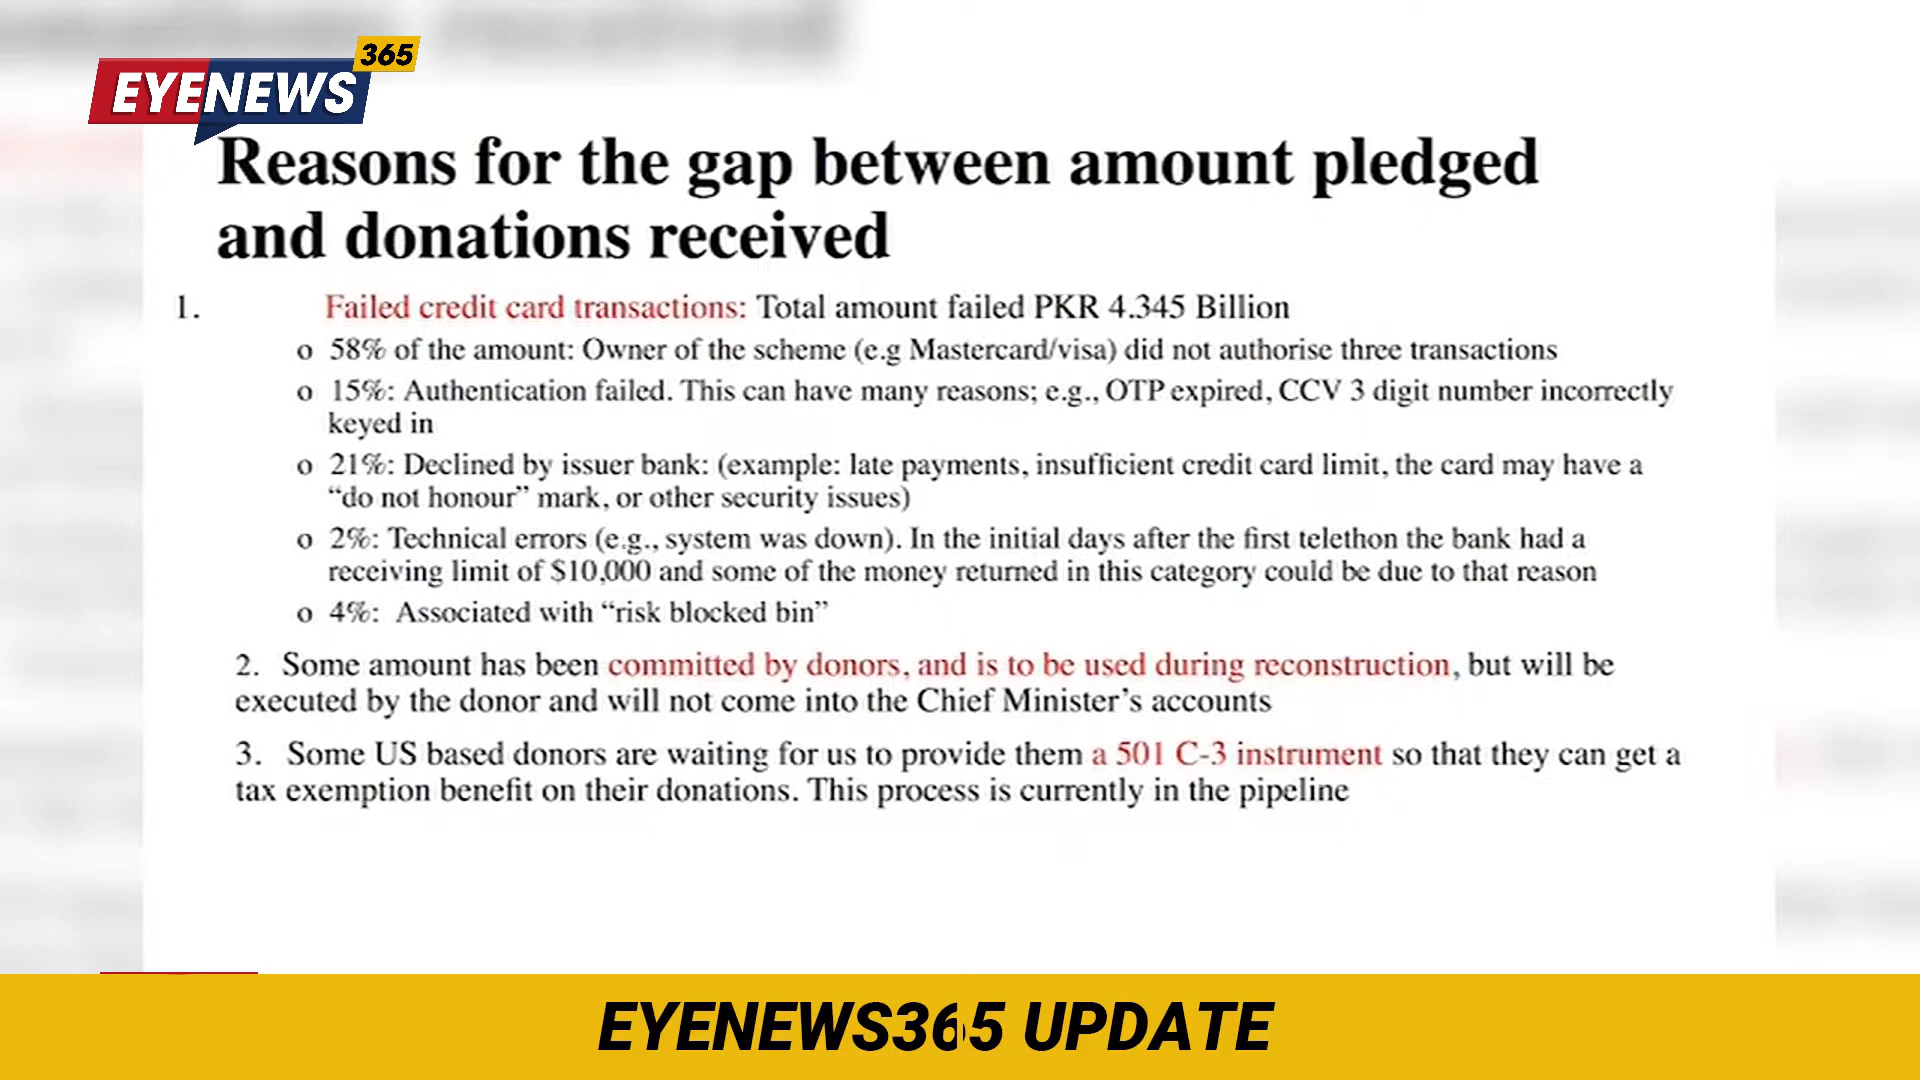 365
EYENEWS
Reasons for the gap between amount pledged
and donations received
1. Failed credit card transactions: Total amount failed PKR 4.345 Billion
o 58% of the amount: Owner of the scheme (e.g Mastercard/visa) did not authorise three transactions
o 15%: Authentication failed. This can have many reasons; e.g., OTP expired, CCV 3 digit number incorrectly
keyed in
o 21%: Declined by issuer bank: (example: late payments, insufficient credit card limit, the card may have a
“do not honour” mark, or other security issues)
o 2%: Technical errors (e.g., system was down). In the initial days after the first telethon the bank had a
receiving limit of $10,000 and some of the money returned in this category could be due to that reason
o 4%: Associated with “risk blocked bin”
2. Some amount has been committed by donors, and is to be used during reconstruction, but will be
executed by the donor and will not come into the Chief Minister’s accounts
3. Some US based donors are waiting for us to provide them a 501 C-3 instrument so that they can get a
tax exemption benefit on their donations. This process is currently in the pipeline
EYENEWS365 UPDATE